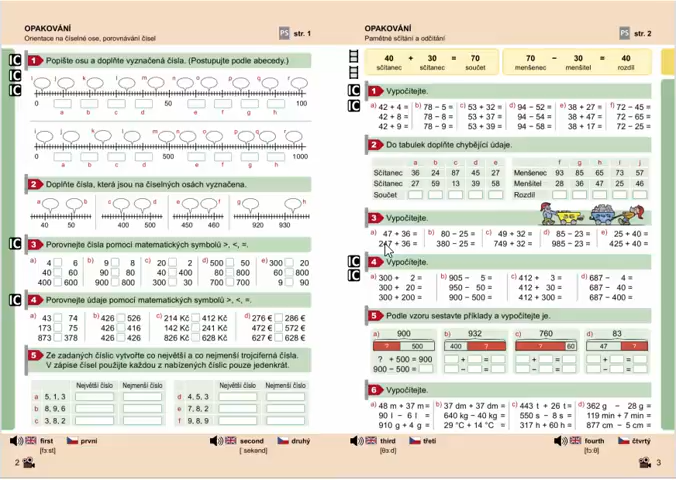 OPAKOVÁNÍ
Orientace na číselné ose, porovnávání čísel
PS str. 1
1 Popište osu a doplňte vyznačená čísla. (Postupujte podle abecedy.)
i j k l m n o p q r
0 50 100
a b c d e f g h
i j k l m n o p q r
0 500 1000
a b c d e f g h
2 Doplňte čísla, která jsou na číselných osách vyznačena.
a b c d e f g h
40 50 400 500 450 460 920 930
3 Porovnejte čísla pomocí matematických symbolů >, <, =.
a) 4 6 b) 9 8 c) 20 2 d) 500 50 e) 300 20
40 60 90 80 40 400 80 800 40 60
400 600 900 800 300 30 700 700 300 300
4 Porovnejte údaje pomocí matematických symbolů >, <, =.
a) 43 74 b) 426 526 c) 214 Kč 412 Kč d) 276 € 286 €
173 75 426 416 142 Kč 241 Kč 472 € 572 €
873 378 426 426 826 Kč 628 Kč 627 € 628 €
5 Ze zadaných číslic vytvořte co největší a co nejmenší trojciferná čísla.
V zápise čísel použijte každou z nabízených číslic pouze jedenkrát.
Největší číslo Nejmenší číslo Největší číslo Nejmenší číslo
a 5, 1, 3 d 4, 5, 3
b 8, 9, 6 e 7, 8, 2
c 3, 8, 2 f 9, 8, 9
first první second druhý
[fɜːst] [ˈsekənd]
2
OPAKOVÁNÍ
Pamětné sčítání a odčítání
PS str. 2
40 + 30 = 70
sčítanec sčítanec součet
70 − 30 = 40
menšenec menšitel rozdíl
1 Vypočítejte.
a) 42 + 4 = b) 78 − 5 = c) 53 + 32 = d) 94 − 52 = e) 38 + 27 = f) 72 − 45 =
42 + 8 = 78 − 8 = 53 + 37 = 94 − 54 = 38 + 47 = 72 − 65 =
42 + 9 = 78 − 9 = 53 + 39 = 94 − 58 = 38 + 17 = 72 − 25 =
2 Do tabulek doplňte chybějící údaje.
a b c d e f g h i j
Sčítanec 36 24 87 45 27 Menšenec 93 85 65 73 57
Sčítanec 27 59 13 39 58 Menšitel 28 36 47 25 46
Součet Rozdíl
3 Vypočítejte.
a) 47 + 36 = b) 80 − 25 = c) 49 + 32 = d) 85 − 23 = e) 25 + 40 =
247 + 36 = 380 − 25 = 749 + 32 = 985 − 23 = 425 + 40 =
4 Vypočítejte.
a) 300 + 2 = b) 905 − 5 = c) 412 + 3 = d) 687 − 4 =
300 + 20 = 950 − 50 = 412 + 30 = 687 − 40 =
300 + 200 = 900 − 500 = 412 + 300 = 687 − 400 =
5 Podle vzoru sestavte příklady a vypočítejte je.
a) 900 b) 932 c) 760 d) 83
? 500 400 ? ? 60 47 ?
? + 500 = 900 + = + = + =
900 − 500 = − = − = − =
6 Vypočítejte.
a) 48 m + 37 m = b) 37 dm + 37 dm = c) 443 t + 26 t = d) 362 g − 28 g =
90 l − 6 l = 640 kg − 40 kg = 550 s − 8 s = 119 min + 7 min =
910 g + 4 g = 29 °C + 14 °C = 317 h + 60 h = 877 cm − 5 cm =
third třetí fourth čtvrtý
[θɜːd] [fɔːθ]
3